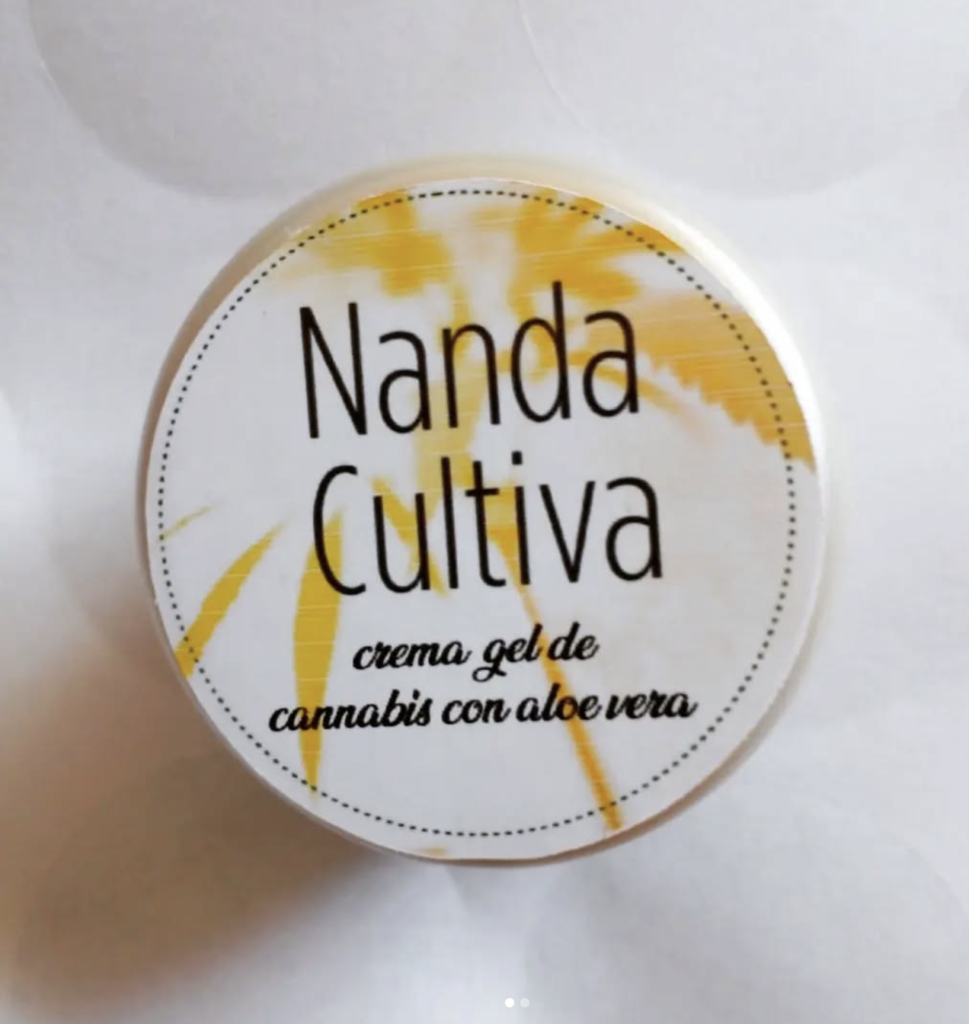 Nanda
Cultiva
crema gel de
cannabis con aloe vera